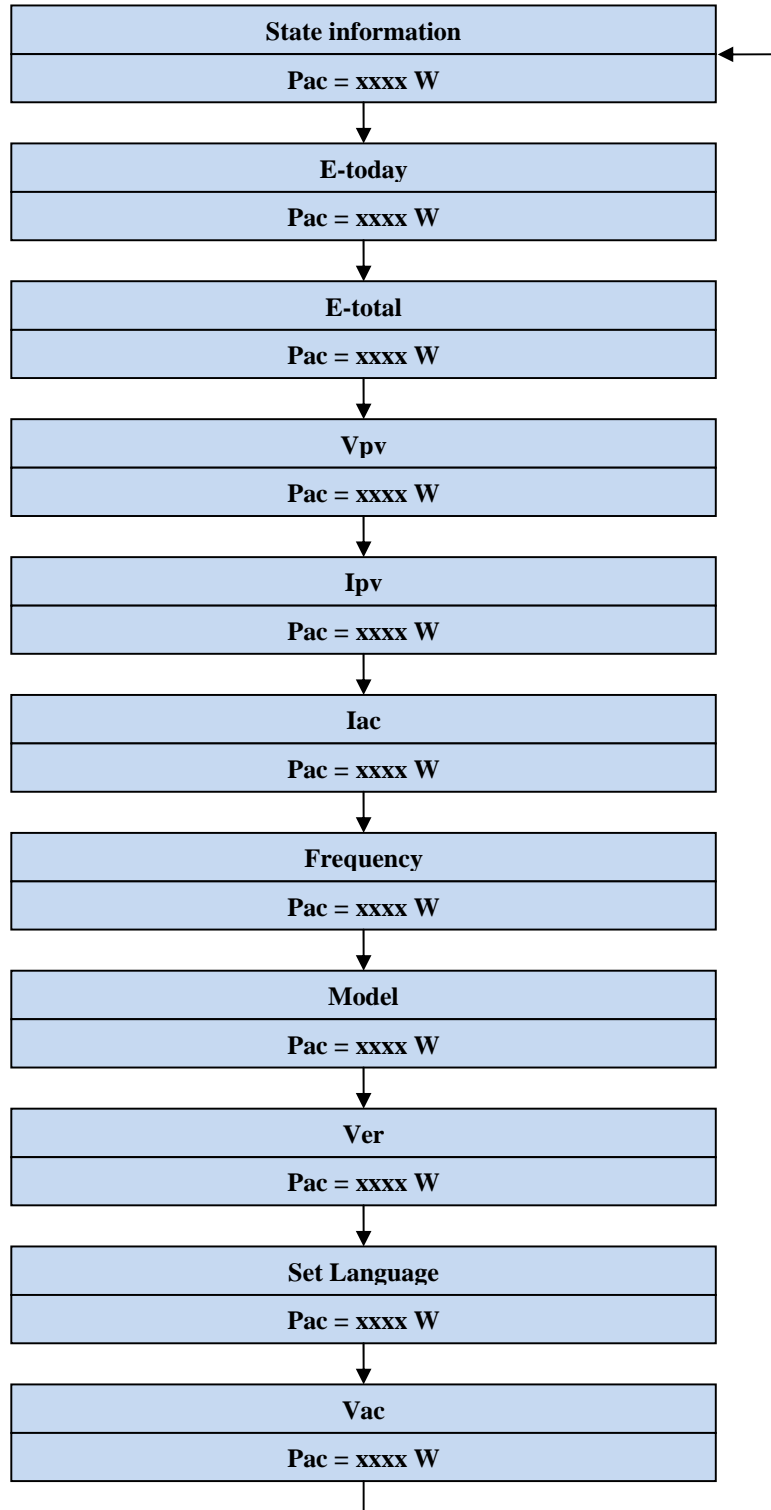 State information
Pac = xxxx W
E-today
Pac = xxxx W
E-total
Pac = xxxx W
Vpv
Pac = xxxx W
Ipv
Pac = xxxx W
Iac
Pac = xxxx W
Frequency
Pac = xxxx W
Model
Pac = xxxx W
Ver
Pac = xxxx W
Set Language
Pac = xxxx W
Vac
Pac = xxxx W